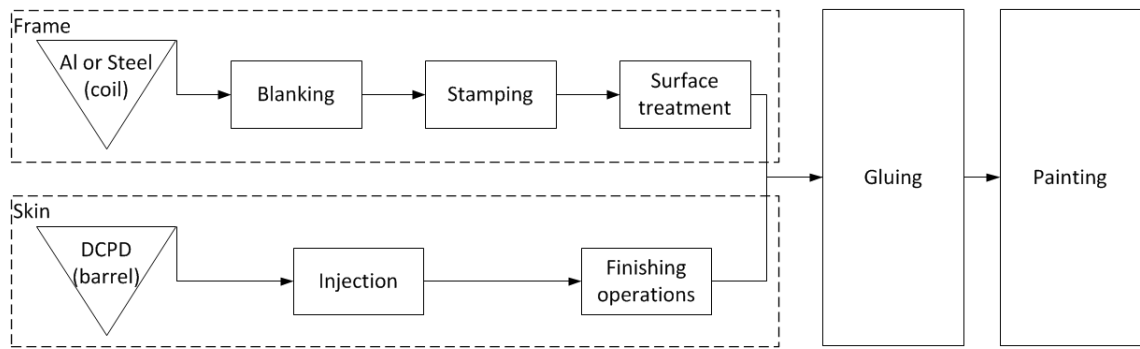 Frame
Al or Steel
(coil)
Blanking
Stamping
Surface
treatment
Skin
DCPD
(barrel)
Injection
Finishing
operations
Gluing
Painting